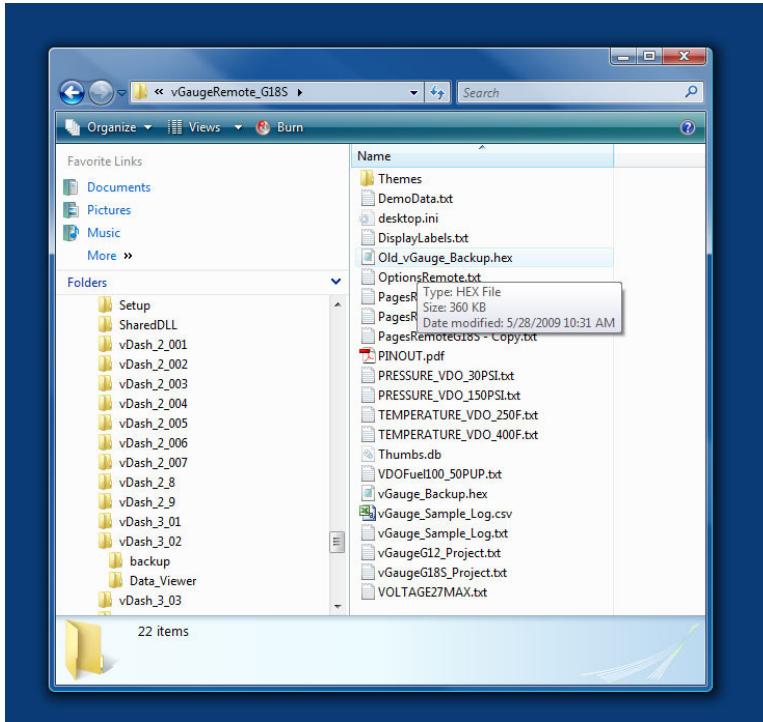 « vGaugeRemote_G18S
Search
Organize Views Burn
Favorite Links
Documents
Pictures
Music
More »
Folders
Setup
SharedDLL
vDash_2_001
vDash_2_002
vDash_2_003
vDash_2_004
vDash_2_005
vDash_2_006
vDash_2_007
vDash_2_8
vDash_2_9
vDash_3_01
vDash_3_02
backup
Data_Viewer
vDash_3_03
Name
Themes
DemoData.txt
desktop.ini
DisplayLabels.txt
Old_vGauge_Backup.hex
OptionsRemote.txt
Type: HEX File
Size: 360 KB
Date modified: 5/28/2009 10:31 AM
PagesR
PagesR
PagesRemoteG18S - Copy.txt
PINOUT.pdf
PRESSURE_VDO_30PSI.txt
PRESSURE_VDO_150PSI.txt
TEMPERATURE_VDO_250F.txt
TEMPERATURE_VDO_400F.txt
Thumbs.db
VDOFuel100_50PUP.txt
vGauge_Backup.hex
vGauge_Sample_Log.csv
vGauge_Sample_Log.txt
vGaugeG12_Project.txt
vGaugeG18S_Project.txt
VOLTAGE27MAX.txt
22 items